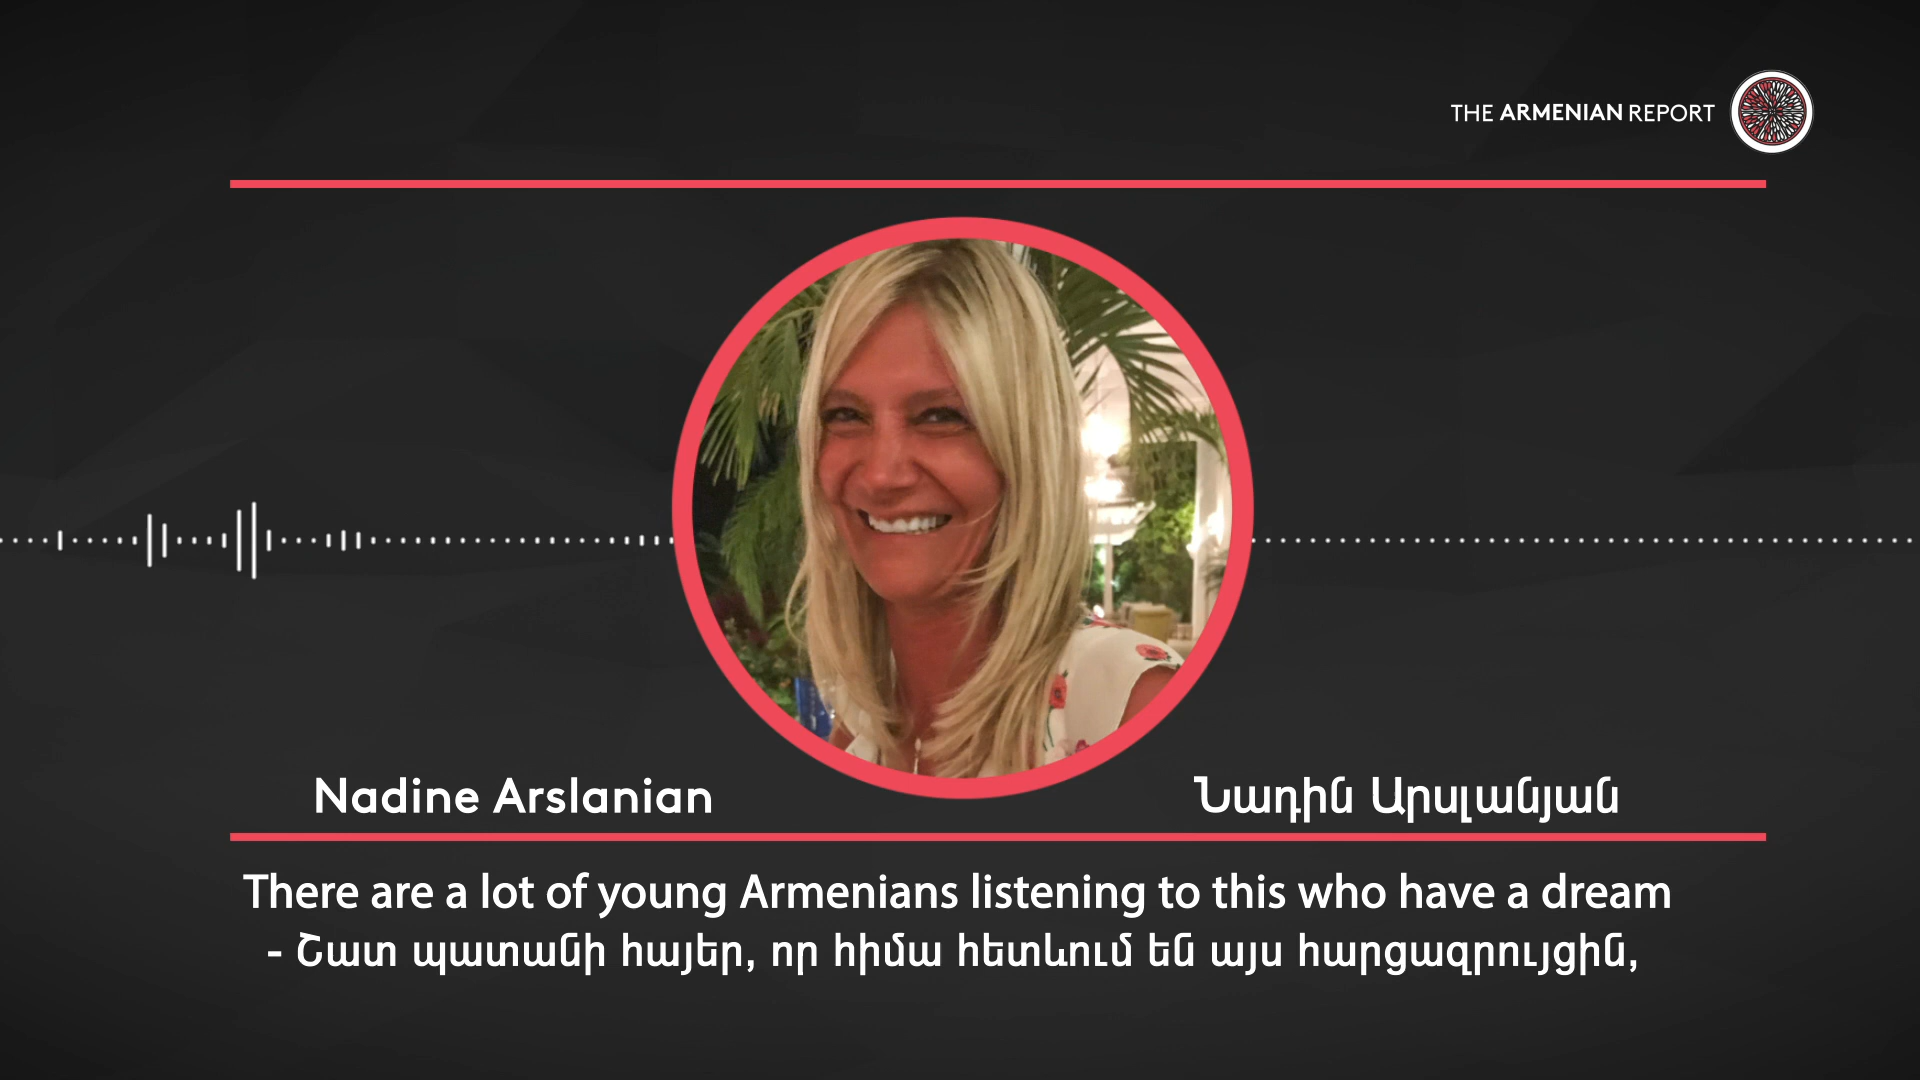 THE ARMENIAN REPORT
Nadine Arslanian
Նադին Արսլանյան
There are a lot of young Armenians listening to this who have a dream
- Շատ պատանի հայեր, որ հիմա հետևում են այս հարցազրույցին,